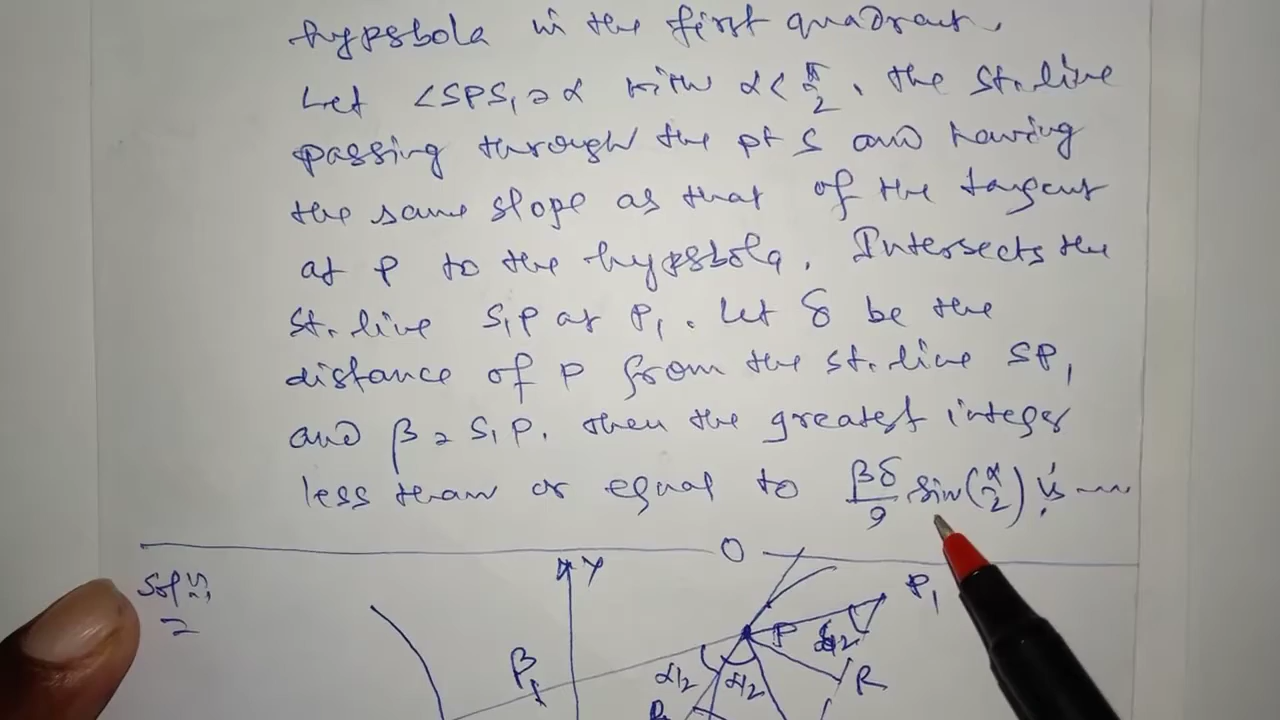 hyperbola in the first quadrant.
Let <SPS₁ = α with α < π/2. the st. line
passing through the pt S and having
the same slope as that of the tangent
at P to the hyperbola. Intersects the
st. line S₁P at P₁. Let δ be the
distance of P from the st. line SP₁
and β = S₁P. then the greatest integer
less than or equal to βδ/9 sin(α/2) is
O
Soln
Y
P₁
P
α/2
β
α/2 α/2
R